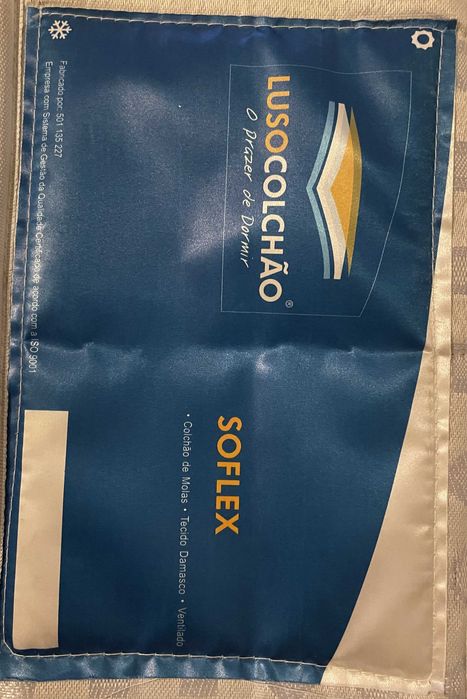 LUSOCOLCHÃO®
O Prazer de Dormir
SOFLEX
• Colchão de Molas • Tecido Damasco • Ventilado
Fabricado por: 501 135 227
Empresa com Sistema de Gestão da Qualidade Certificado de acordo com a ISO 9001